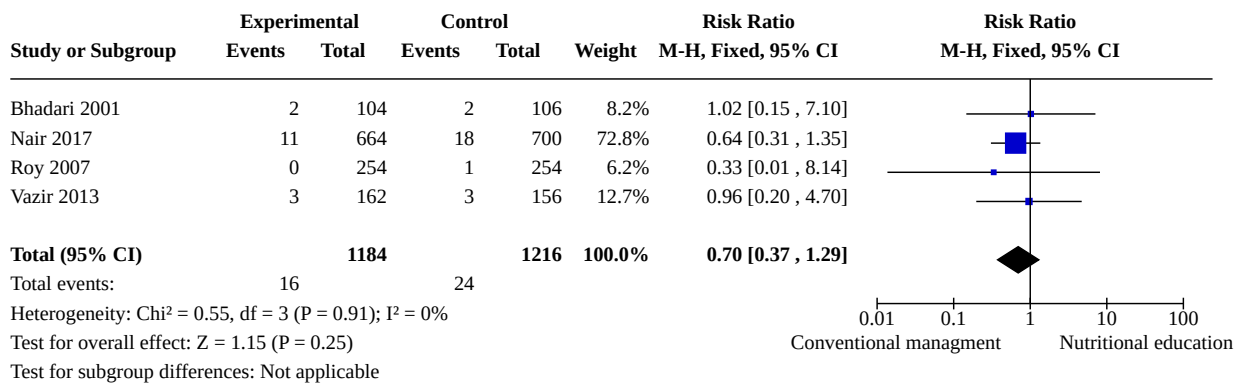 Experimental Control Risk Ratio Risk Ratio
Study or Subgroup Events Total Events Total Weight M-H, Fixed, 95% CI M-H, Fixed, 95% CI
Bhadari 2001 2 104 2 106 8.2% 1.02 [0.15 , 7.10]
Nair 2017 11 664 18 700 72.8% 0.64 [0.31 , 1.35]
Roy 2007 0 254 1 254 6.2% 0.33 [0.01 , 8.14]
Vazir 2013 3 162 3 156 12.7% 0.96 [0.20 , 4.70]
Total (95% CI) 1184 1216 100.0% 0.70 [0.37 , 1.29]
Total events: 16 24
Heterogeneity: Chi² = 0.55, df = 3 (P = 0.91); I² = 0% 0.01 0.1 1 10 100
Test for overall effect: Z = 1.15 (P = 0.25) Conventional managment Nutritional education
Test for subgroup differences: Not applicable